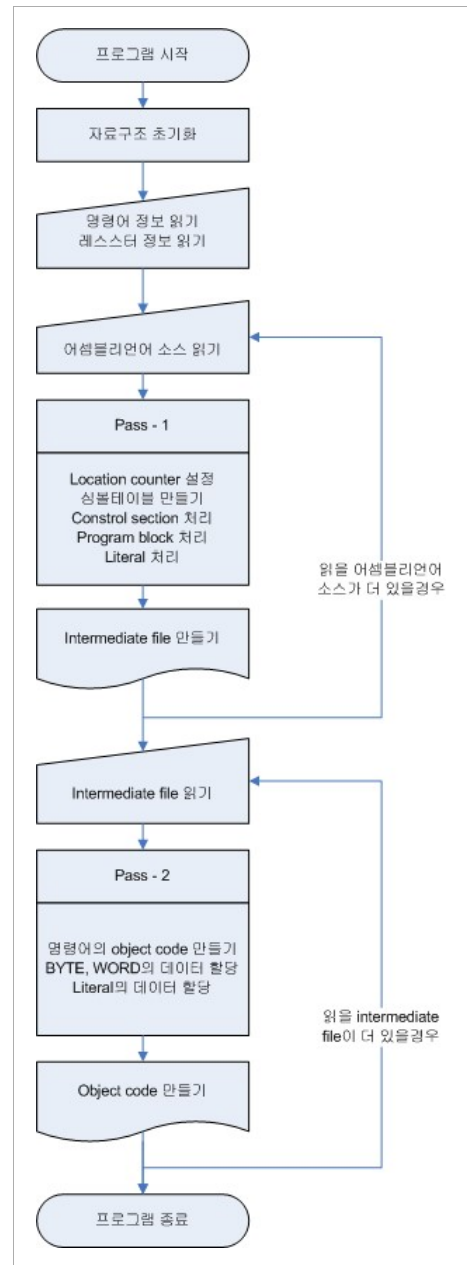 프로그램 시작
자료구조 초기화
명령어 정보 읽기
레스스터 정보 읽기
어셈블리언어 소스 읽기
Pass - 1
Location counter 설정
심볼테이블 만들기
Constrol section 처리
Program block 처리
Literal 처리
읽을 어셈블리언어
소스가 더 있을경우
Intermediate file 만들기
Intermediate file 읽기
Pass - 2
명령어의 object code 만들기
BYTE, WORD의 데이터 할당
Literal의 데이터 할당
읽을 intermediate
file이 더 있을경우
Object code 만들기
프로그램 종료